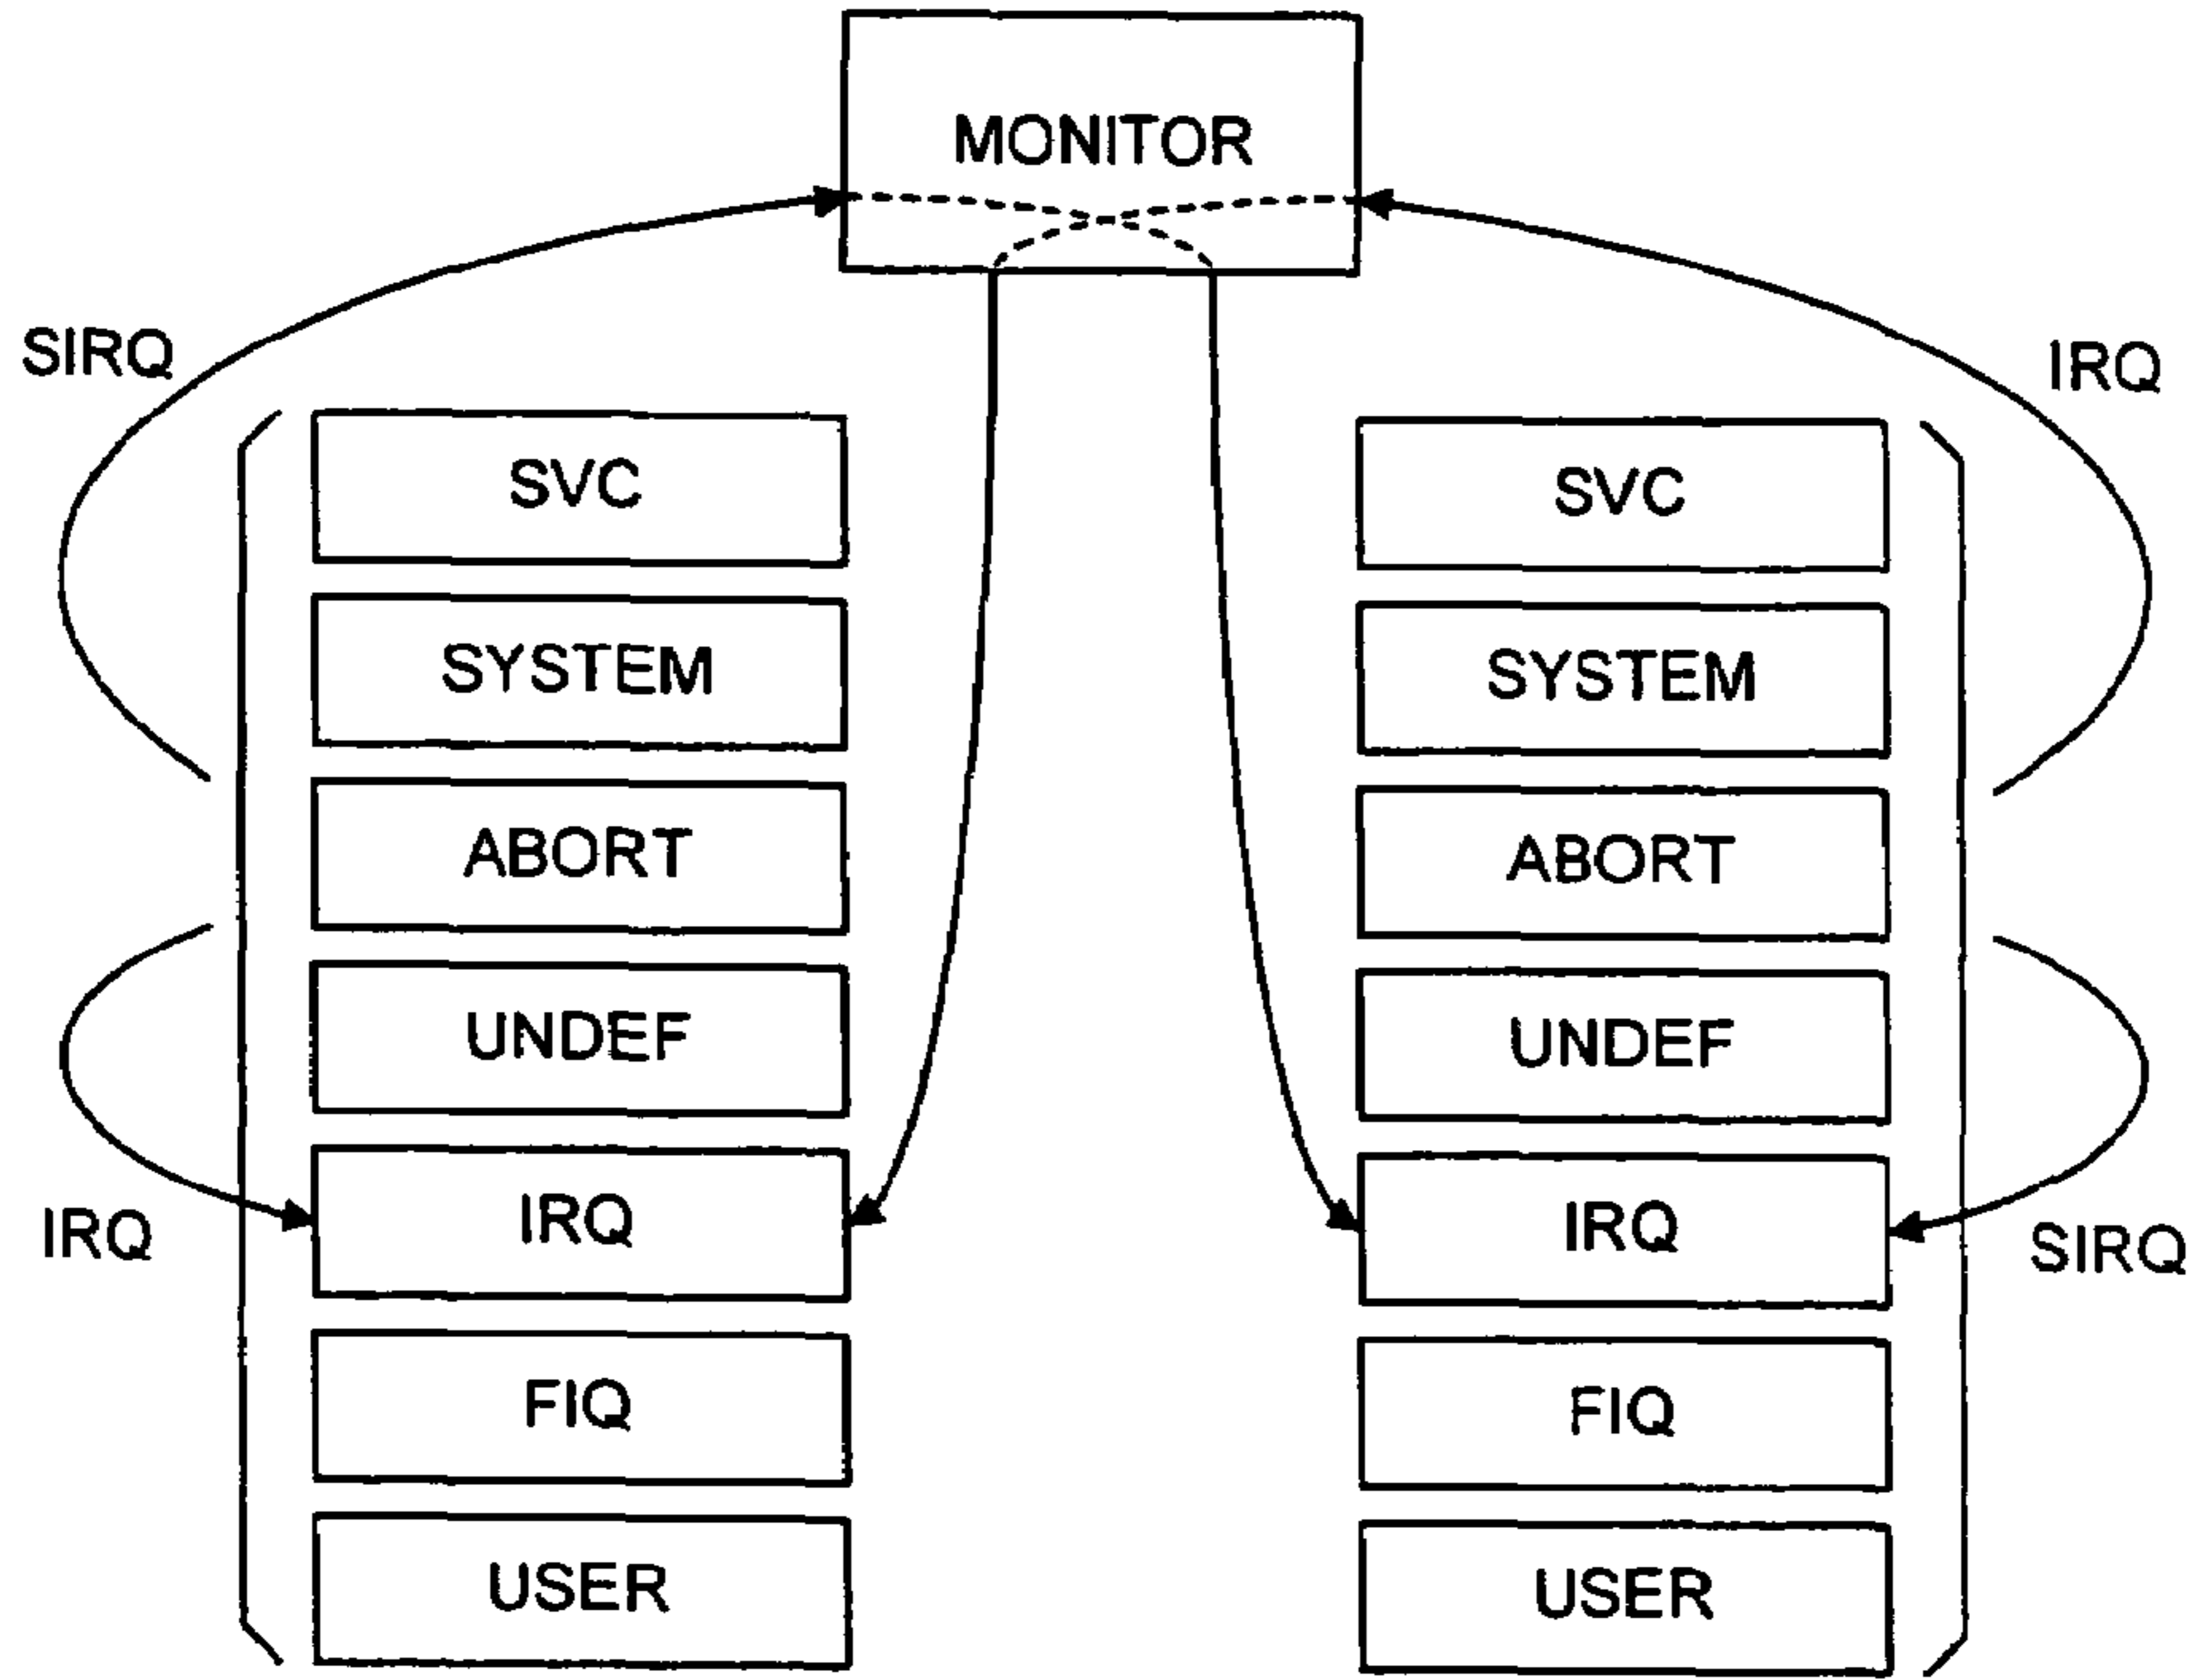 MONITOR
SIRQ
IRQ
SVC
SVC
SYSTEM
SYSTEM
ABORT
ABORT
UNDEF
UNDEF
IRQ
IRQ
IRQ
SIRQ
FIQ
FIQ
USER
USER